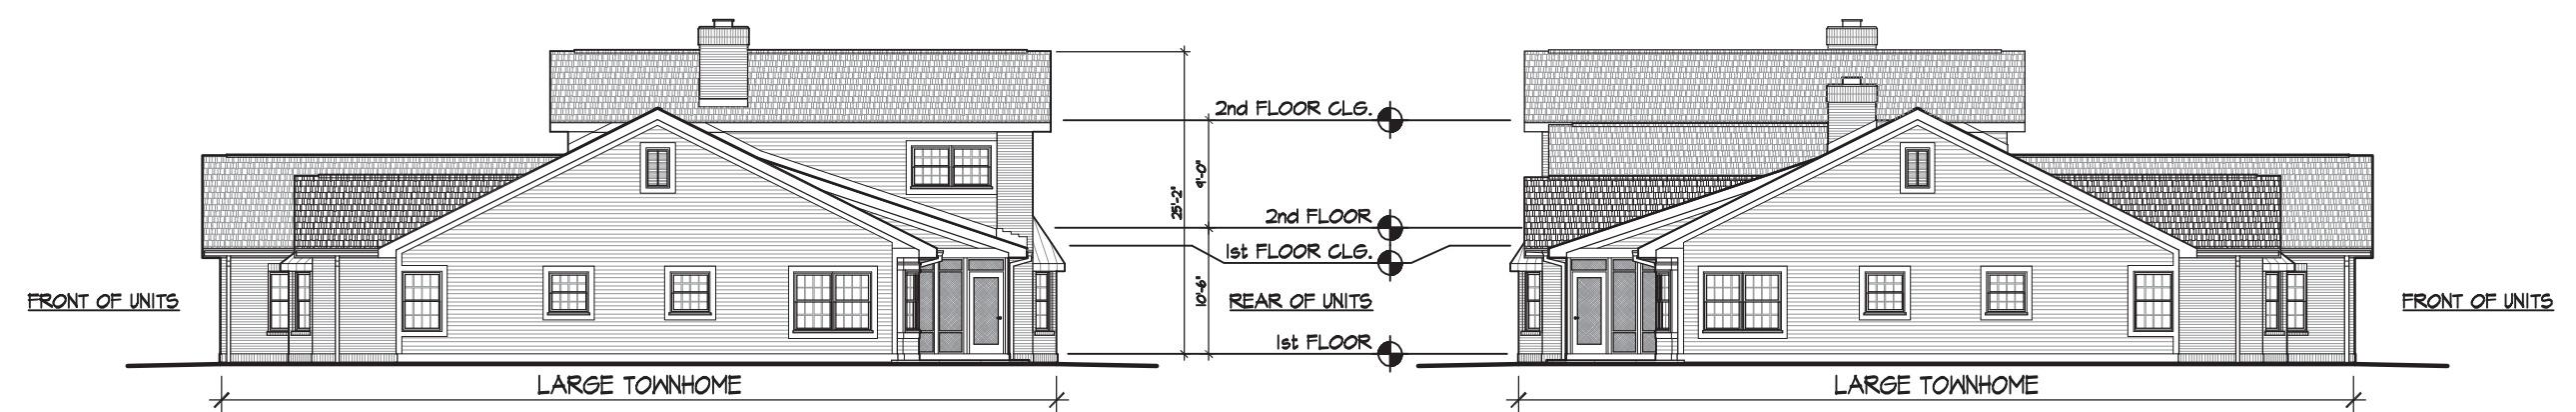 2nd FLOOR CLG.
25'-2"
9'-0"
2nd FLOOR
1st FLOOR CLG.
10'-6"
FRONT OF UNITS
REAR OF UNITS
FRONT OF UNITS
1st FLOOR
LARGE TOWNHOME
LARGE TOWNHOME